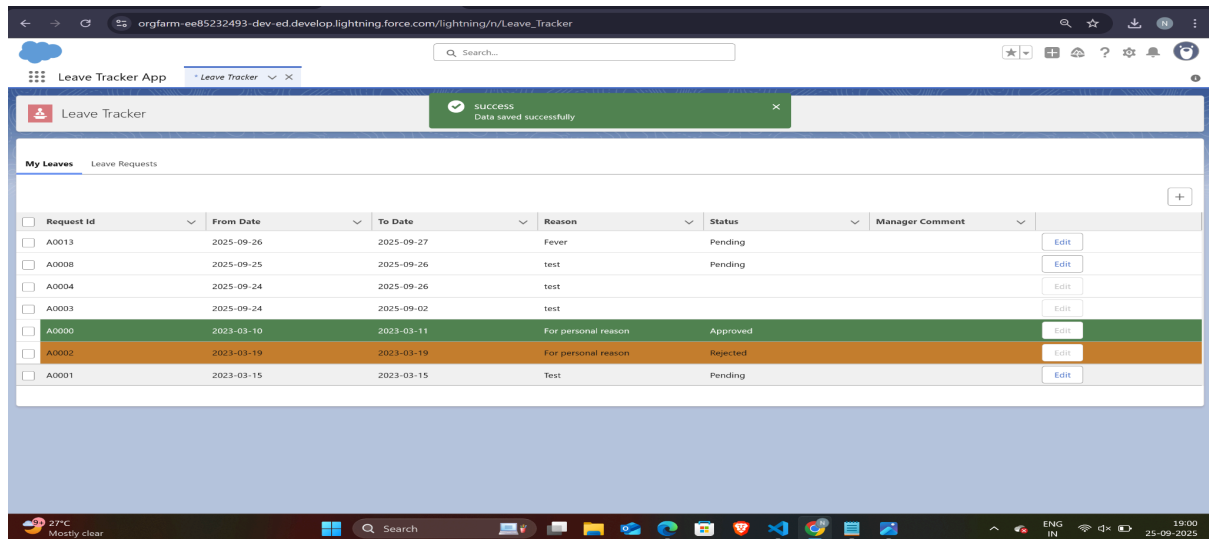 orgfarm-ee85232493-dev-ed.develop.lightning.force.com/lightning/n/Leave_Tracker
N
Search...
Leave Tracker App
* Leave Tracker
Leave Tracker
success
Data saved successfully
My Leaves Leave Requests
Request Id From Date To Date Reason Status Manager Comment
A0013 2025-09-26 2025-09-27 Fever Pending Edit
A0008 2025-09-25 2025-09-26 test Pending Edit
A0004 2025-09-24 2025-09-26 test Edit
A0003 2025-09-24 2025-09-02 test Edit
A0000 2023-03-10 2023-03-11 For personal reason Approved Edit
A0002 2023-03-19 2023-03-19 For personal reason Rejected Edit
A0001 2023-03-15 2023-03-15 Test Pending Edit
9+ 27°C Search ENG 19:00
Mostly clear IN 25-09-2025